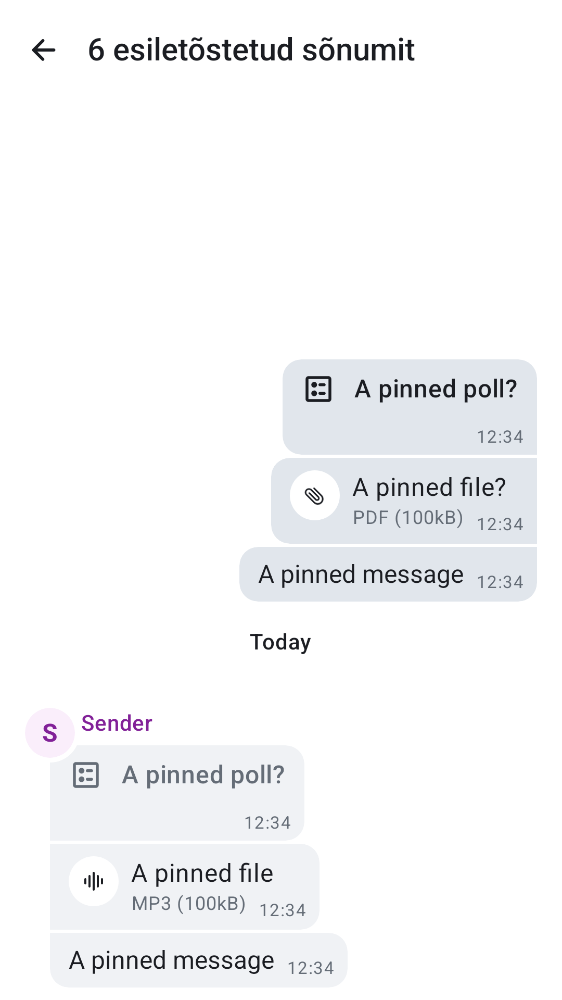 6 esiletõstetud sõnumit
A pinned poll?
12:34
A pinned file?
PDF (100kB) 12:34
A pinned message 12:34
Today
S Sender
A pinned poll?
12:34
A pinned file
MP3 (100kB) 12:34
A pinned message 12:34